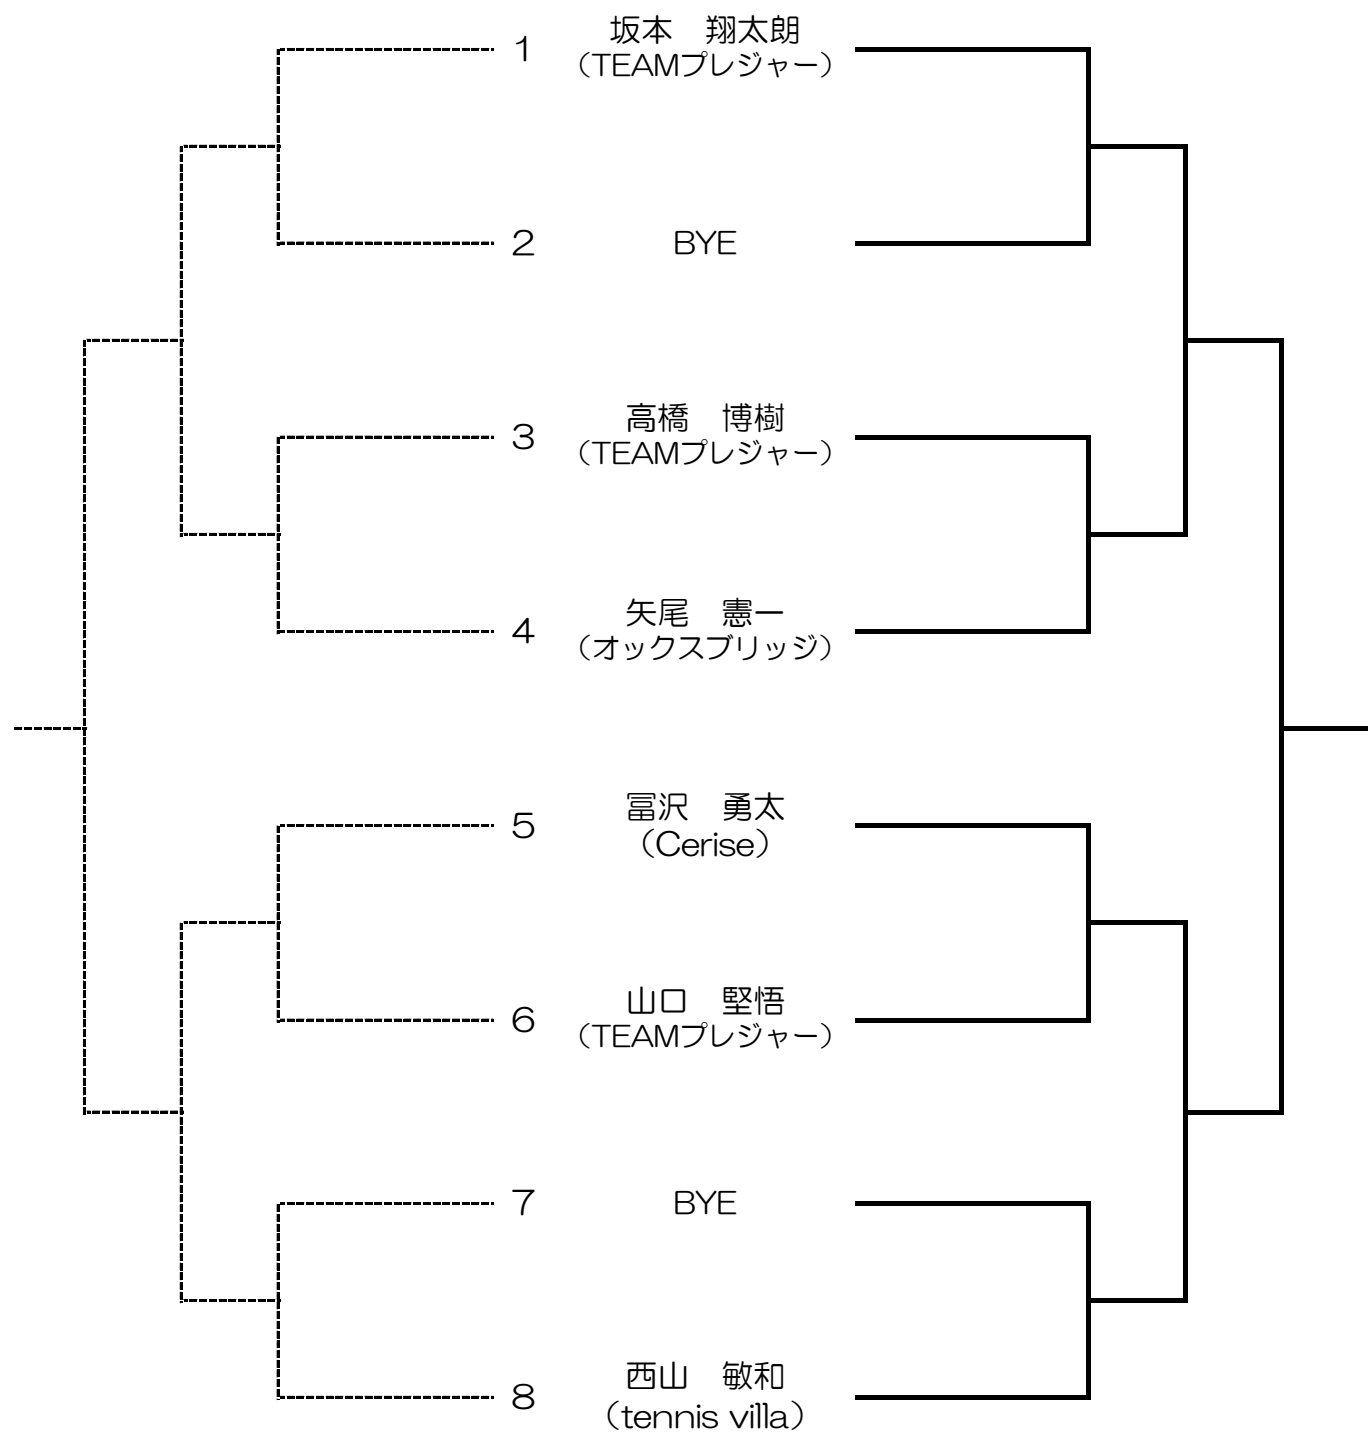 1 坂本　翔太朗
（TEAMプレジャー）
2 BYE
3 高橋　博樹
（TEAMプレジャー）
4 矢尾　憲一
（オックスブリッジ）
5 冨沢　勇太
（Cerise）
6 山口　堅悟
（TEAMプレジャー）
7 BYE
8 西山　敏和
（tennis villa）